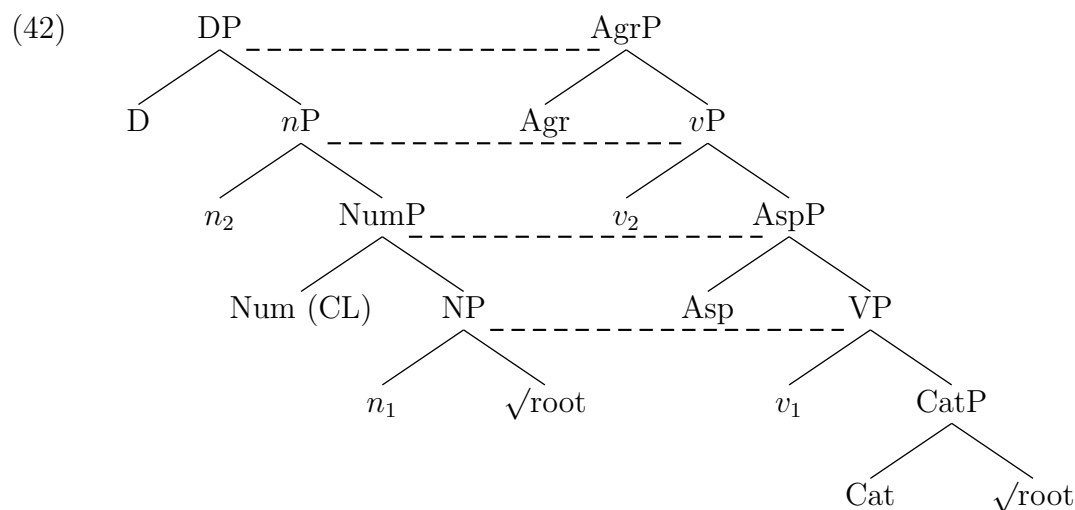 (42) DP AgrP
D nP Agr vP
n₂ NumP v₂ AspP
Num (CL) NP Asp VP
n₁ √root v₁ CatP
Cat √root